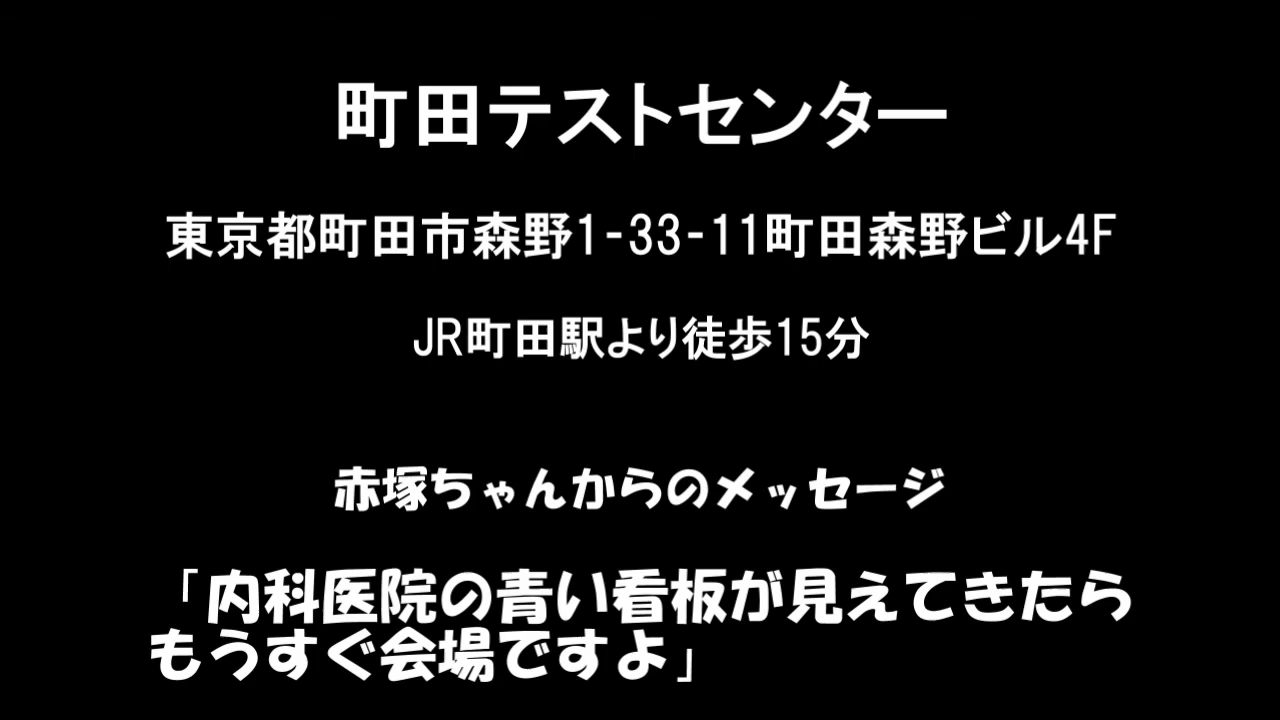 町田テストセンター
東京都町田市森野1-33-11町田森野ビル4F
JR町田駅より徒歩15分
赤塚ちゃんからのメッセージ
「内科医院の青い看板が見えてきたら
もうすぐ会場ですよ」